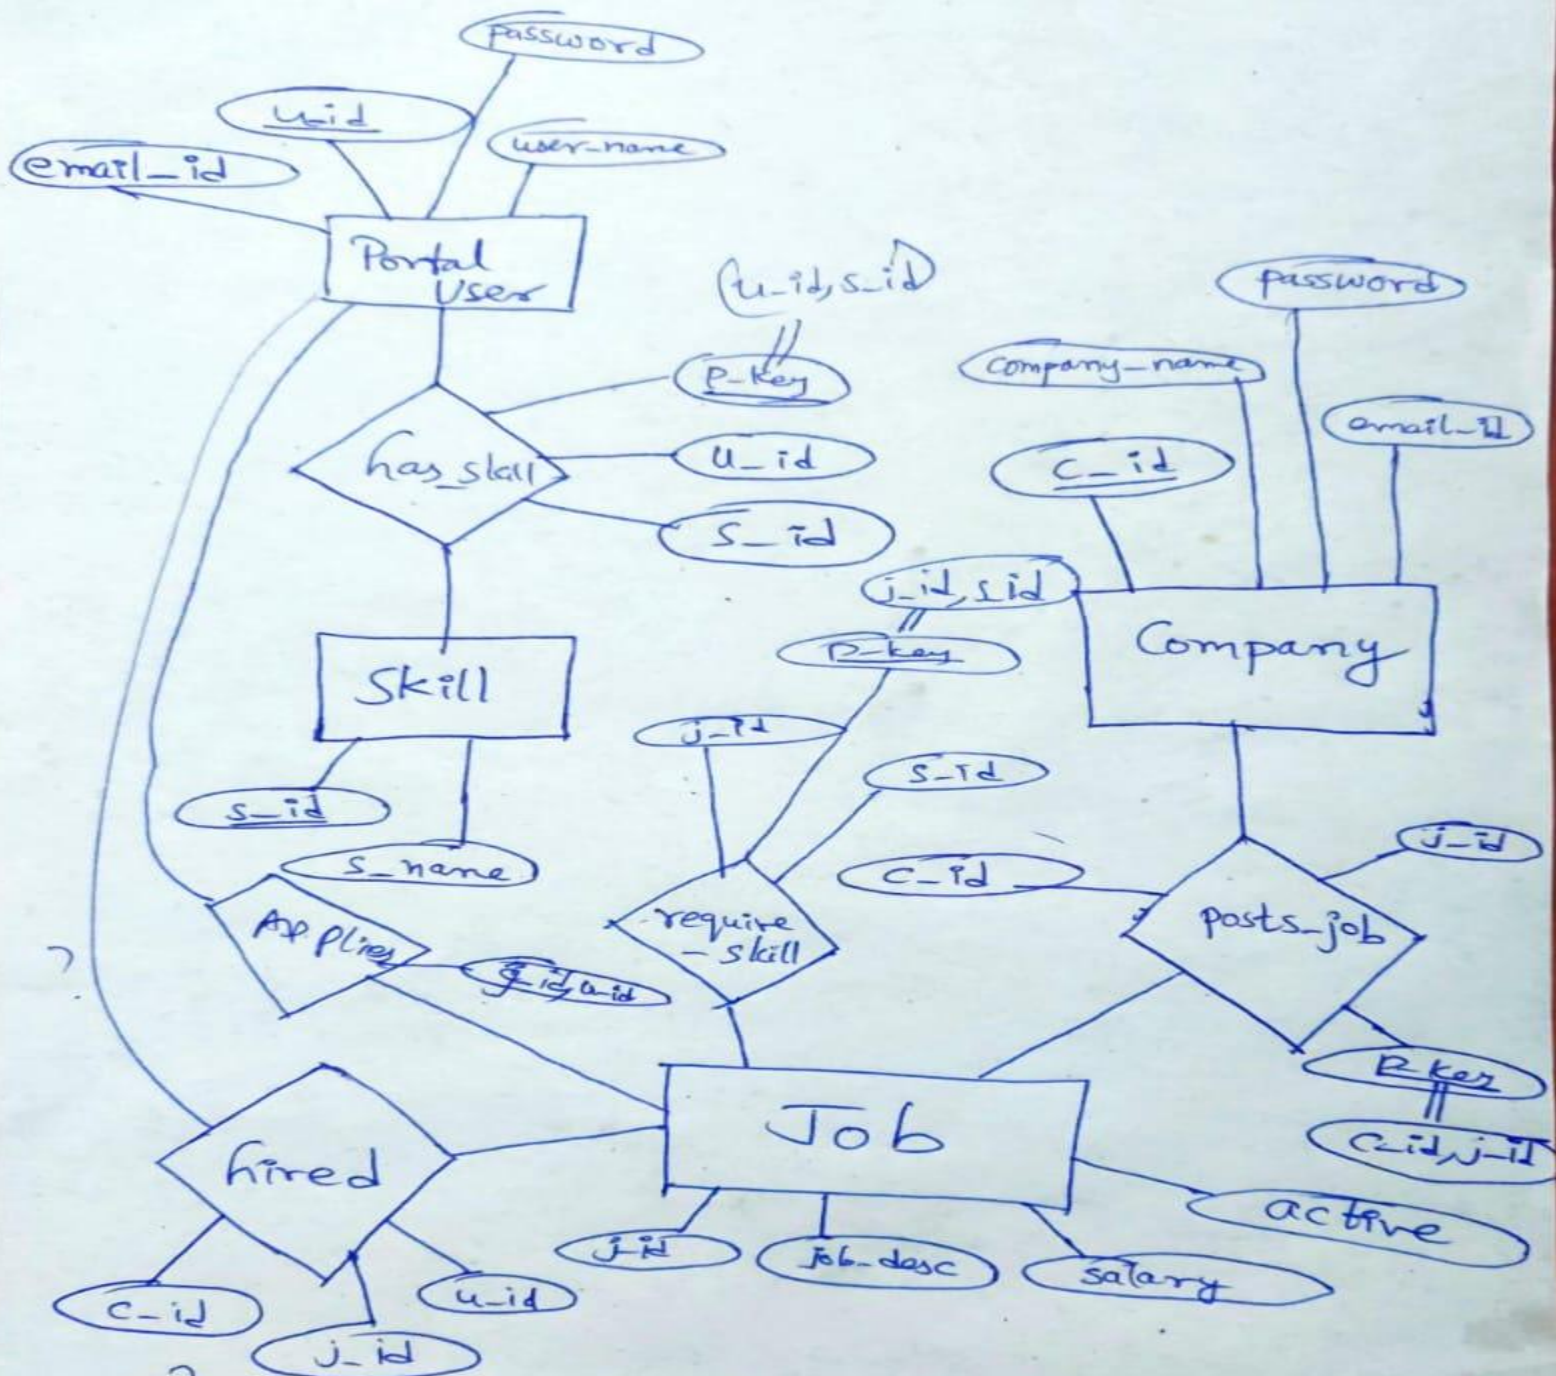 password
u_id
user_name
email_id
Portal
User
(u_id, s_id)
password
P_key
company_name
email_id
has_skill
u_id
c_id
s_id
j_id, s_id
P_key
Company
Skill
j_id
s_id
s_id
s_name
c_id
j_id
Applies
require
- skill
posts_job
j_id, u_id
P_key
Job
c_id, j_id
hired
active
j_id
job_desc
salary
c_id
u_id
j_id